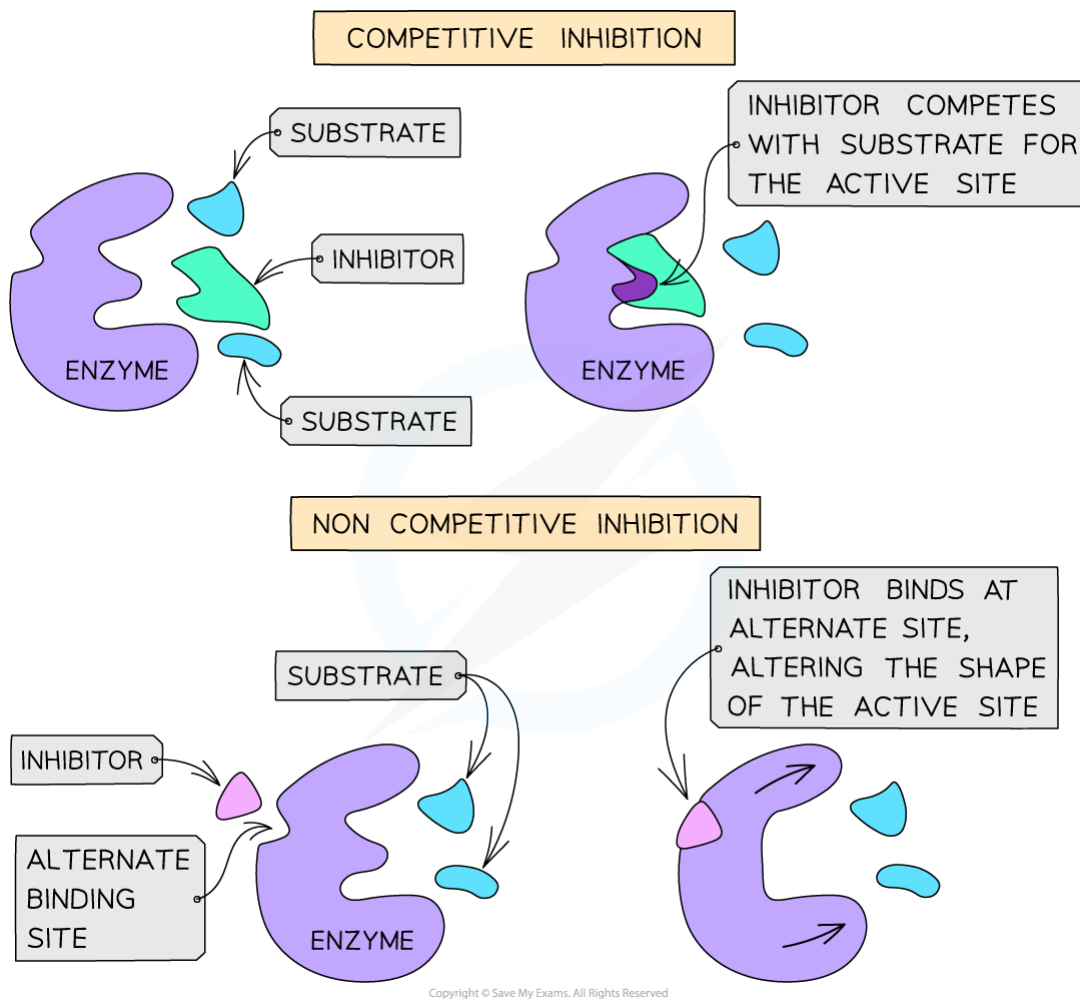 COMPETITIVE INHIBITION
SUBSTRATE
INHIBITOR COMPETES
WITH SUBSTRATE FOR
THE ACTIVE SITE
INHIBITOR
ENZYME
ENZYME
SUBSTRATE
NON COMPETITIVE INHIBITION
INHIBITOR BINDS AT
ALTERNATE SITE,
ALTERING THE SHAPE
OF THE ACTIVE SITE
SUBSTRATE
INHIBITOR
ALTERNATE
BINDING
SITE
ENZYME
Copyright © Save My Exams. All Rights Reserved